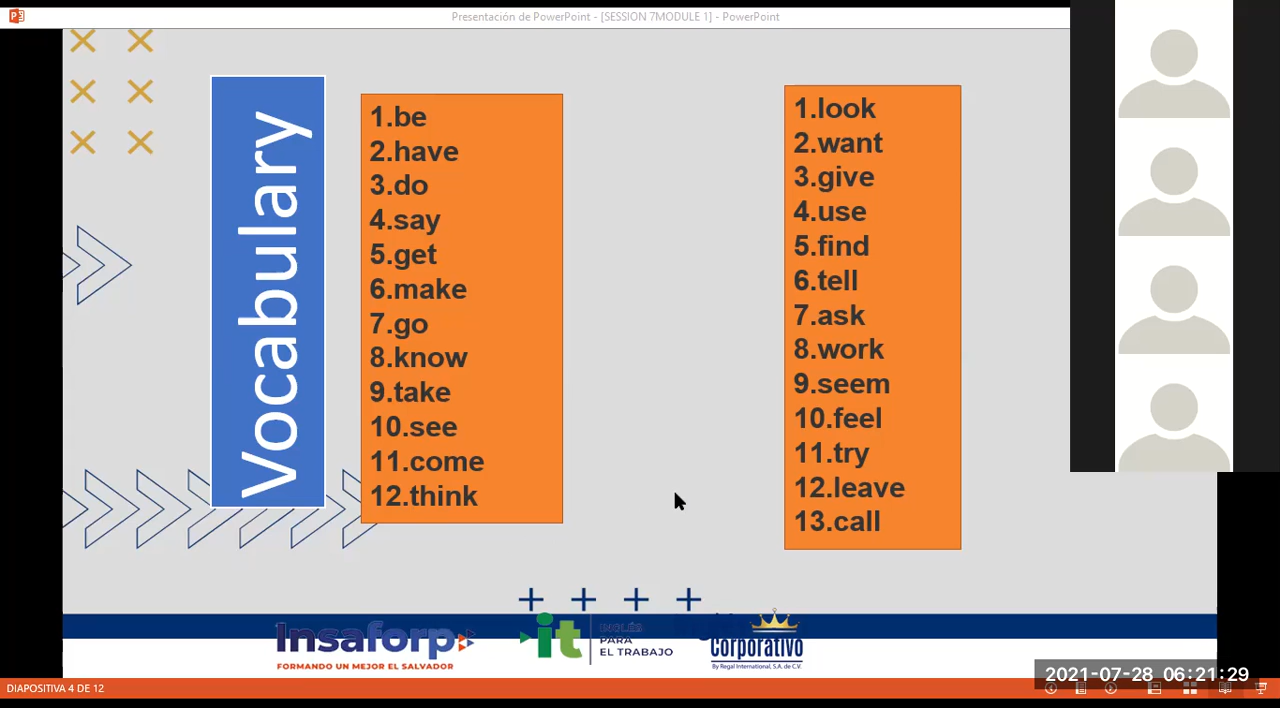 Presentación de PowerPoint - [SESSION 7MODULE 1] - PowerPoint
Vocabulary
1.be
2.have
3.do
4.say
5.get
6.make
7.go
8.know
9.take
10.see
11.come
12.think
1.look
2.want
3.give
4.use
5.find
6.tell
7.ask
8.work
9.seem
10.feel
11.try
12.leave
13.call
Insaforp
FORMANDO UN MEJOR EL SALVADOR
it
INGLÉS
PARA
EL TRABAJO
Corporativo
By Regal International, S.A. de C.V.
2021-07-28 06:21:29
DIAPOSITIVA 4 DE 12